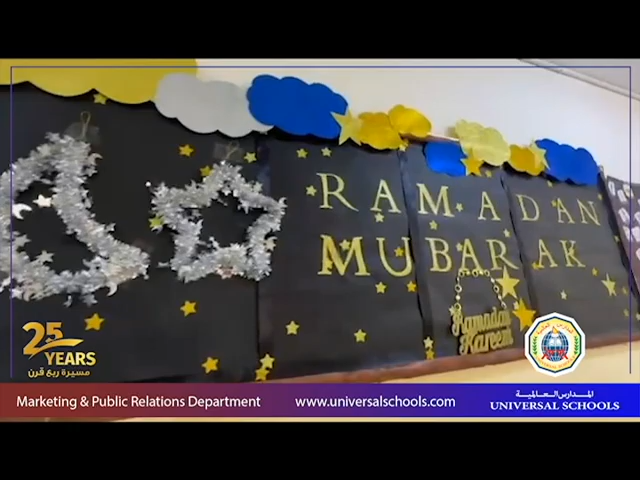 RAMADAN
MUBARAK
Ramadan
Kareem
25
YEARS
مسيرة ربع قرن
Marketing & Public Relations Department
www.universalschools.com
المدارس العالمية
UNIVERSAL SCHOOLS